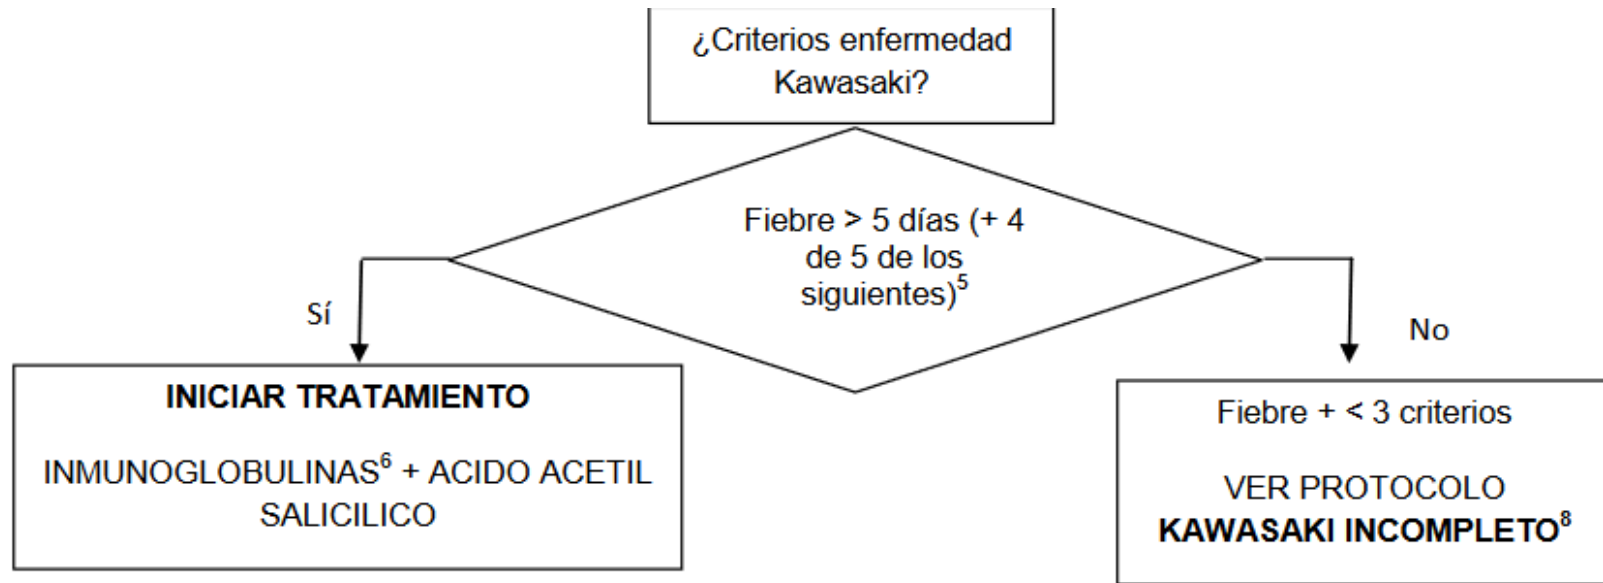 ¿Criterios enfermedad
Kawasaki?
Fiebre > 5 días (+ 4
de 5 de los
siguientes)⁵
Sí
No
INICIAR TRATAMIENTO
INMUNOGLOBULINAS⁶ + ACIDO ACETIL
SALICILICO
Fiebre + < 3 criterios
VER PROTOCOLO
KAWASAKI INCOMPLETO⁸